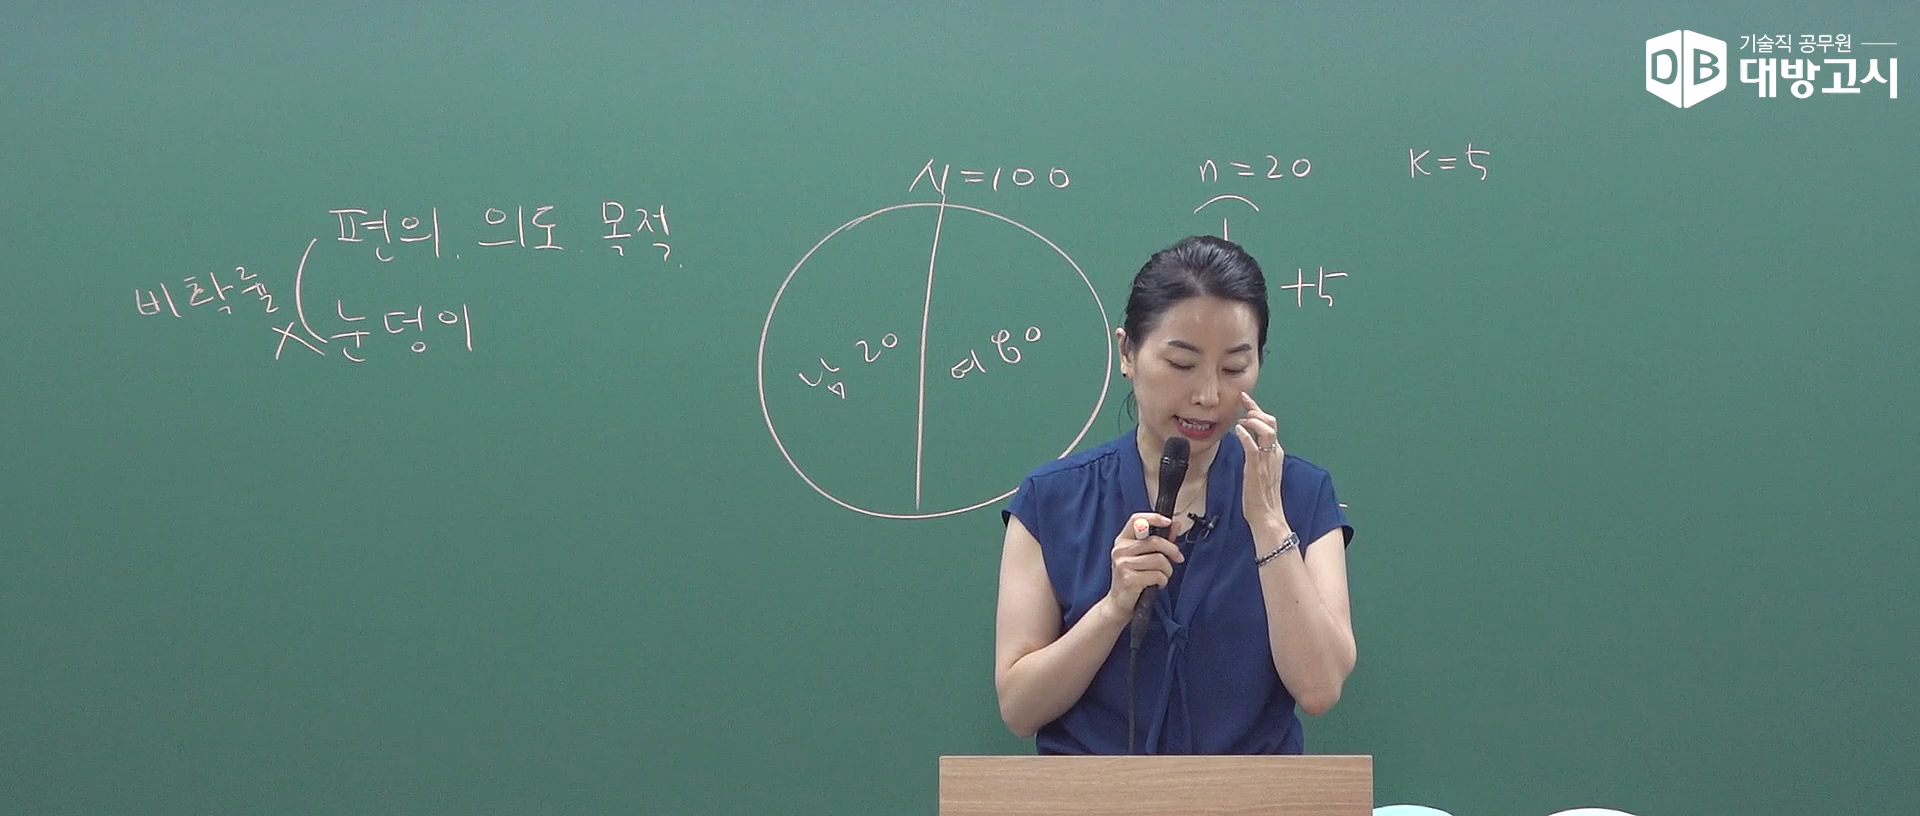 기술직 공무원
DB 대방고시
N=100
n=20
K=5
편의. 의도. 목적.
비확률
눈덩이
+5
남 20
여 80